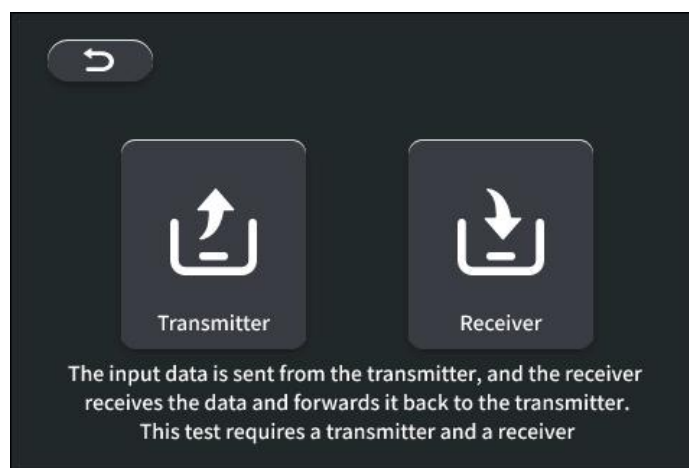 Transmitter
Receiver
The input data is sent from the transmitter, and the receiver
receives the data and forwards it back to the transmitter.
This test requires a transmitter and a receiver